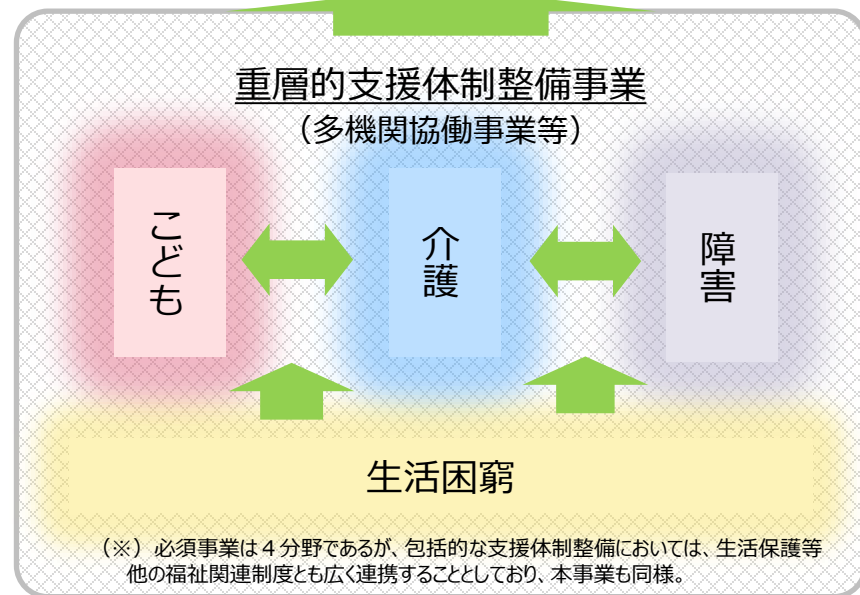 重層的支援体制整備事業
（多機関協働事業等）
こども
介護
障害
生活困窮
（※）必須事業は４分野であるが、包括的な支援体制整備においては、生活保護等
他の福祉関連制度とも広く連携することとしており、本事業も同様。